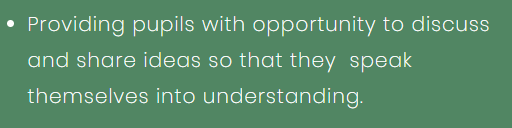 • Providing pupils with opportunity to discuss
and share ideas so that they  speak
themselves into understanding.